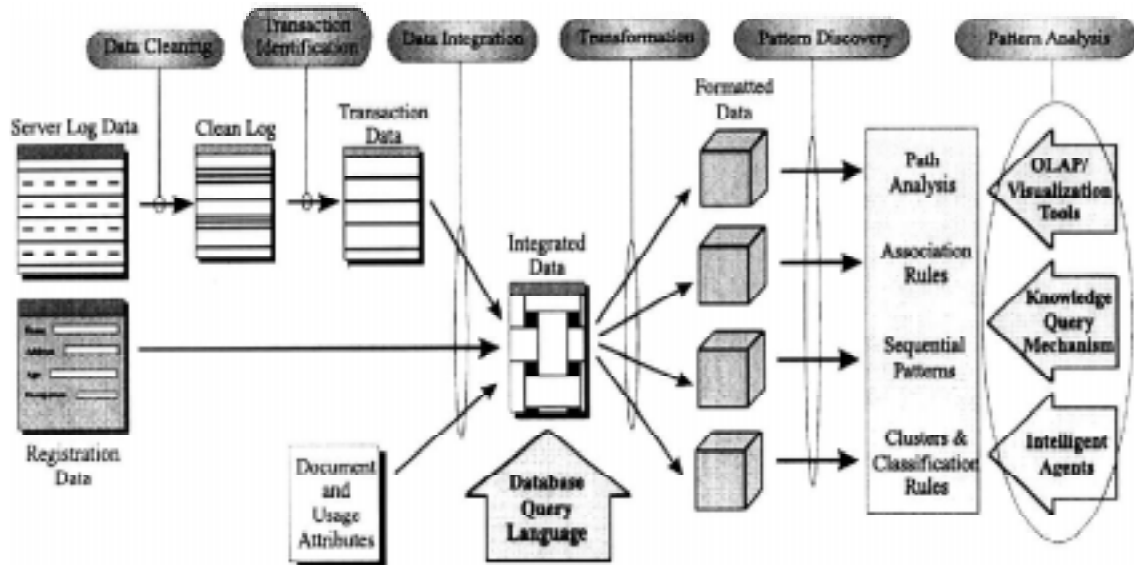 Data Cleaning
Transaction
Identification
Data Integration
Transformation
Pattern Discovery
Pattern Analysis
Server Log Data
Clean Log
Transaction
Data
Formatted
Data
Integrated
Data
Path
Analysis
Association
Rules
Sequential
Patterns
Clusters &
Classification
Rules
OLAP/
Visualization
Tools
Knowledge
Query
Mechanism
Intelligent
Agents
Address
Age
Registration
Data
Document
and
Usage
Attributes
Database
Query
Language